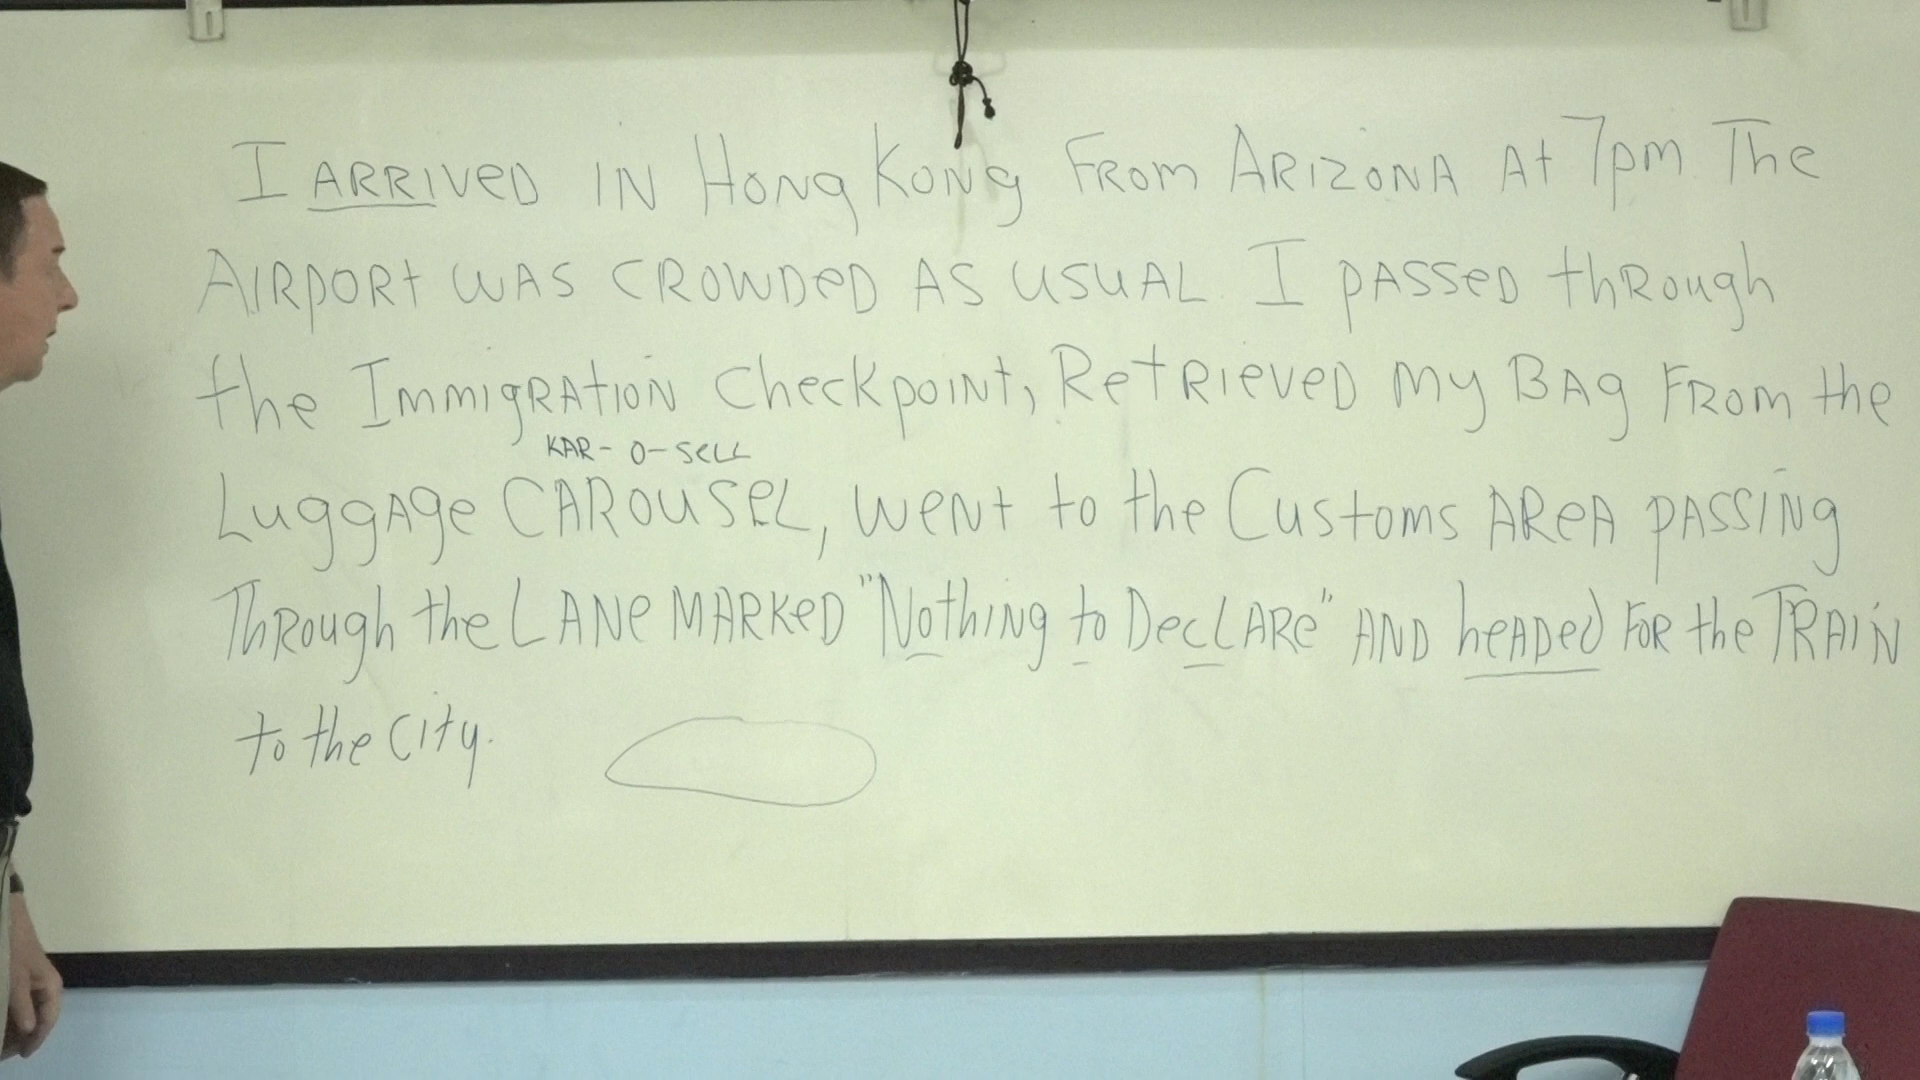 I ARRIVeD IN HONg KONg FROM ARIZONA At 7pm. The
AIRPORt WAS CROWDeD AS USUAL. I PASSeD thRough
the ImmigRAtION CheckpoINt, RetRIeveD My BAg FROM the
KAR-O-SELL
LuggAge CAROUSeL, WeNt to the Customs AReA PASSINg
ThRough the LANe MARKeD "NothINg to DecLARe" AND heADed FOR the TRAIN
to the City.